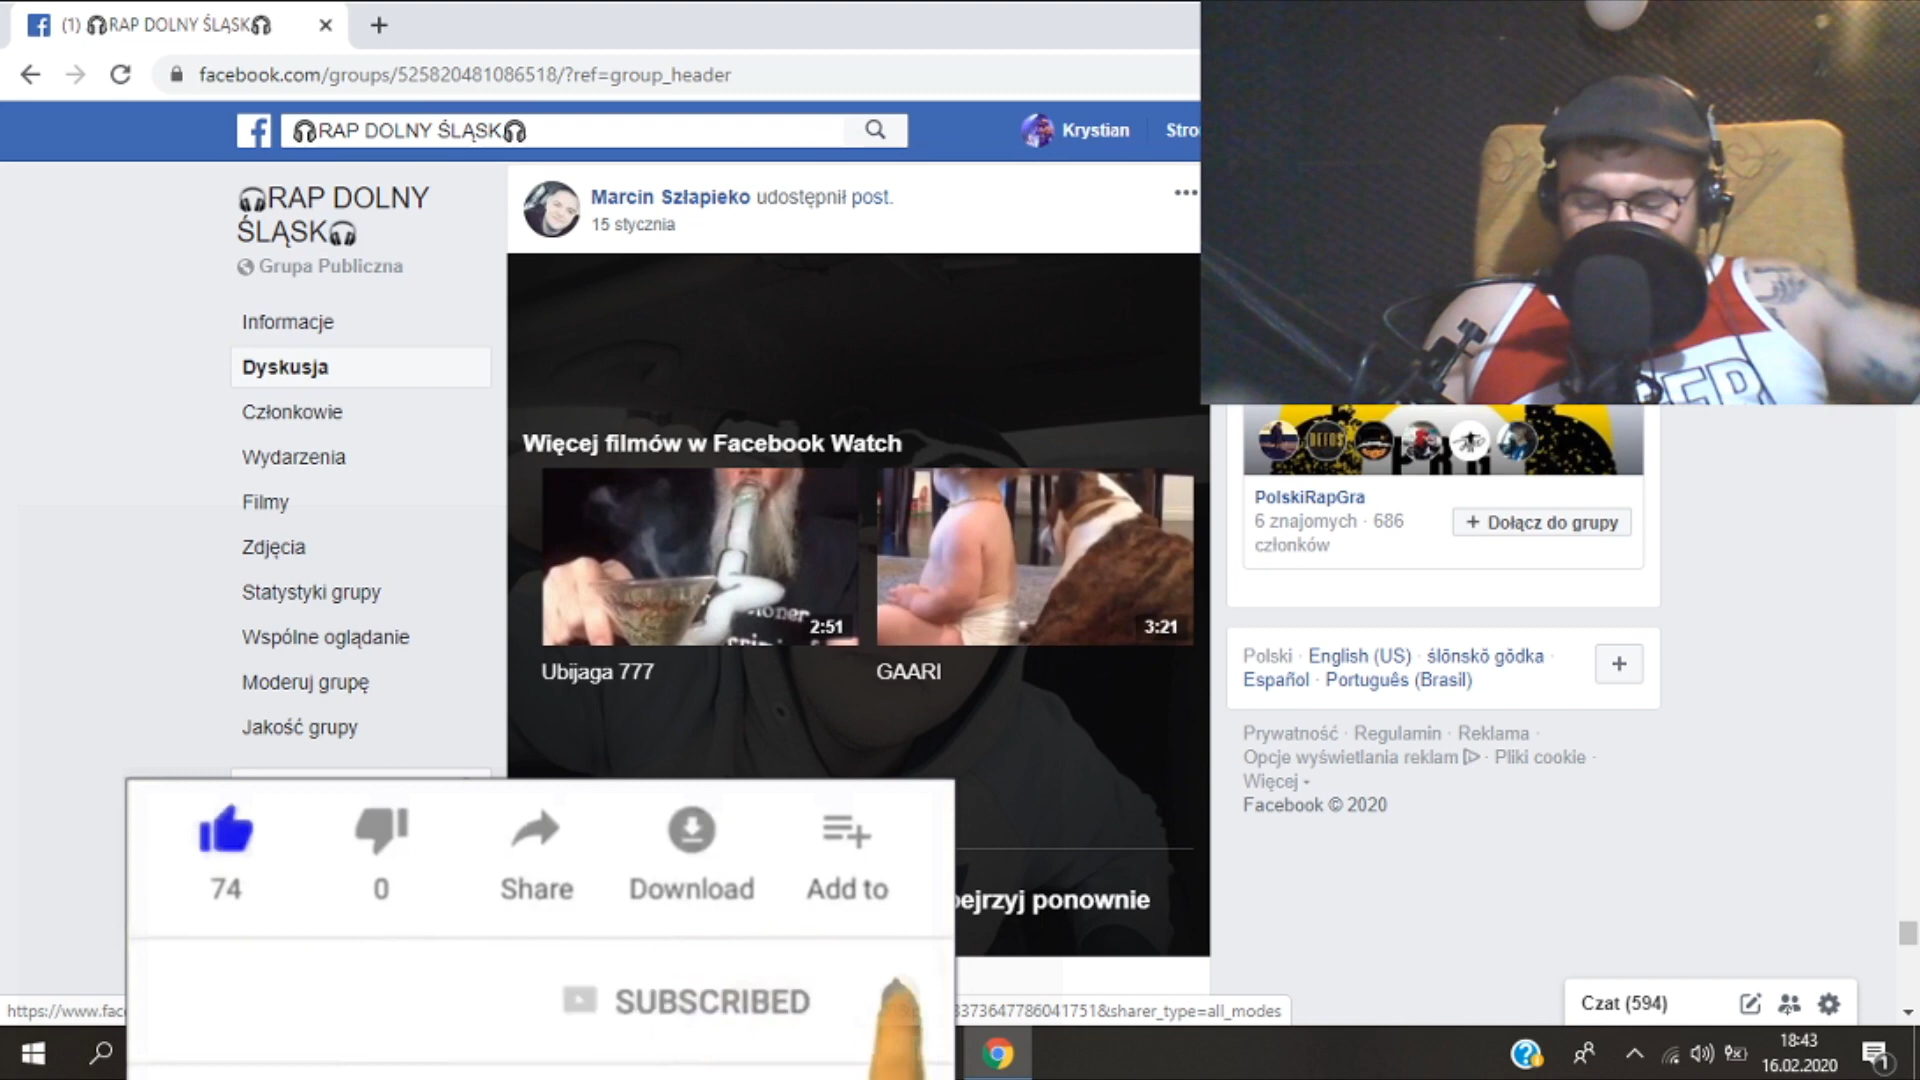 (1) 🎧RAP DOLNY ŚLĄSK🎧
facebook.com/groups/525820481086518/?ref=group_header
🎧RAP DOLNY ŚLĄSK🎧
Krystian
Stro
🎧RAP DOLNY
ŚLĄSK🎧
Grupa Publiczna
Informacje
Dyskusja
Członkowie
Wydarzenia
Filmy
Zdjęcia
Statystyki grupy
Wspólne oglądanie
Moderuj grupę
Jakość grupy
Marcin Szłapieko udostępnił post.
15 stycznia
Więcej filmów w Facebook Watch
2:51
3:21
Ubijaga 777
GAARI
bejrzyj ponownie
PolskiRapGra
6 znajomych · 686
członków
+ Dołącz do grupy
Polski · English (US) · ślōnskŏ gŏdka ·
Español · Português (Brasil)
Prywatność · Regulamin · Reklama ·
Opcje wyświetlania reklam · Pliki cookie ·
Więcej
Facebook © 2020
74
0
Share
Download
Add to
SUBSCRIBED
https://www.fac
3373647786041751&sharer_type=all_modes
Czat (594)
18:43
16.02.2020
1